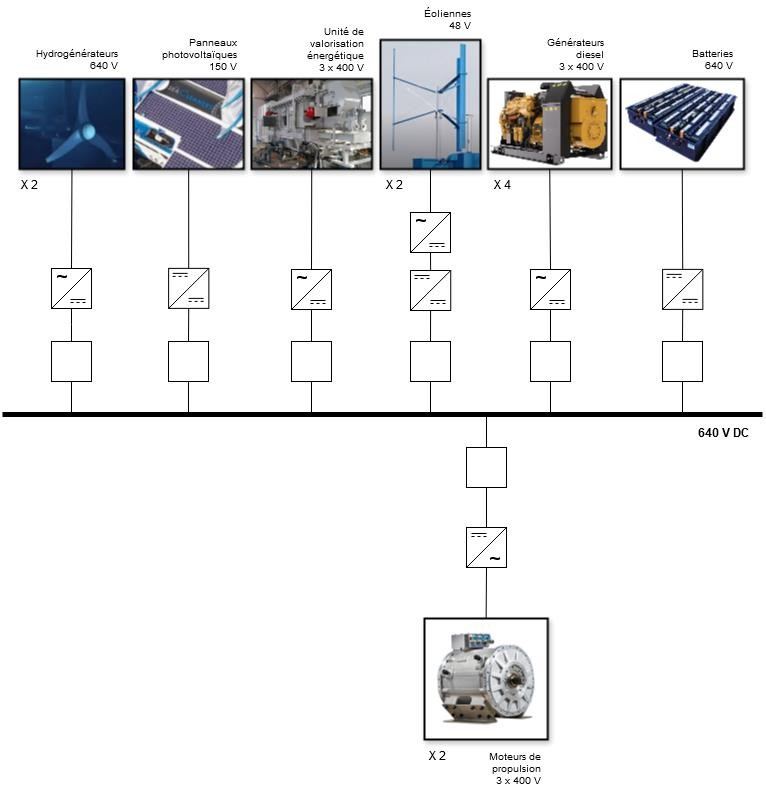 Hydrogénérateurs
640 V
Panneaux
photovoltaïques
150 V
Unité de
valorisation
énergétique
3 x 400 V
Éoliennes
48 V
Générateurs
diesel
3 x 400 V
Batteries
640 V
X 2
X 2
X 4
640 V DC
X 2
Moteurs de
propulsion
3 x 400 V